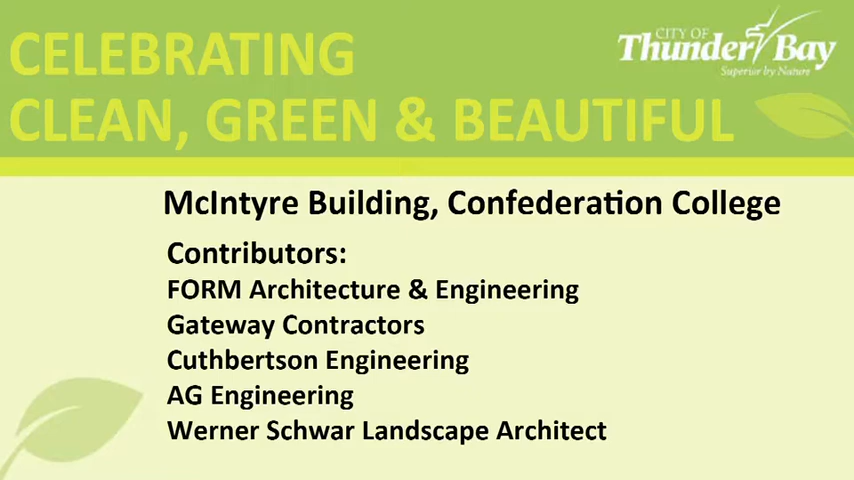 CELEBRATING
CLEAN, GREEN & BEAUTIFUL
CITY OF
Thunder Bay
Superior by Nature
McIntyre Building, Confederation College
Contributors:
FORM Architecture & Engineering
Gateway Contractors
Cuthbertson Engineering
AG Engineering
Werner Schwar Landscape Architect